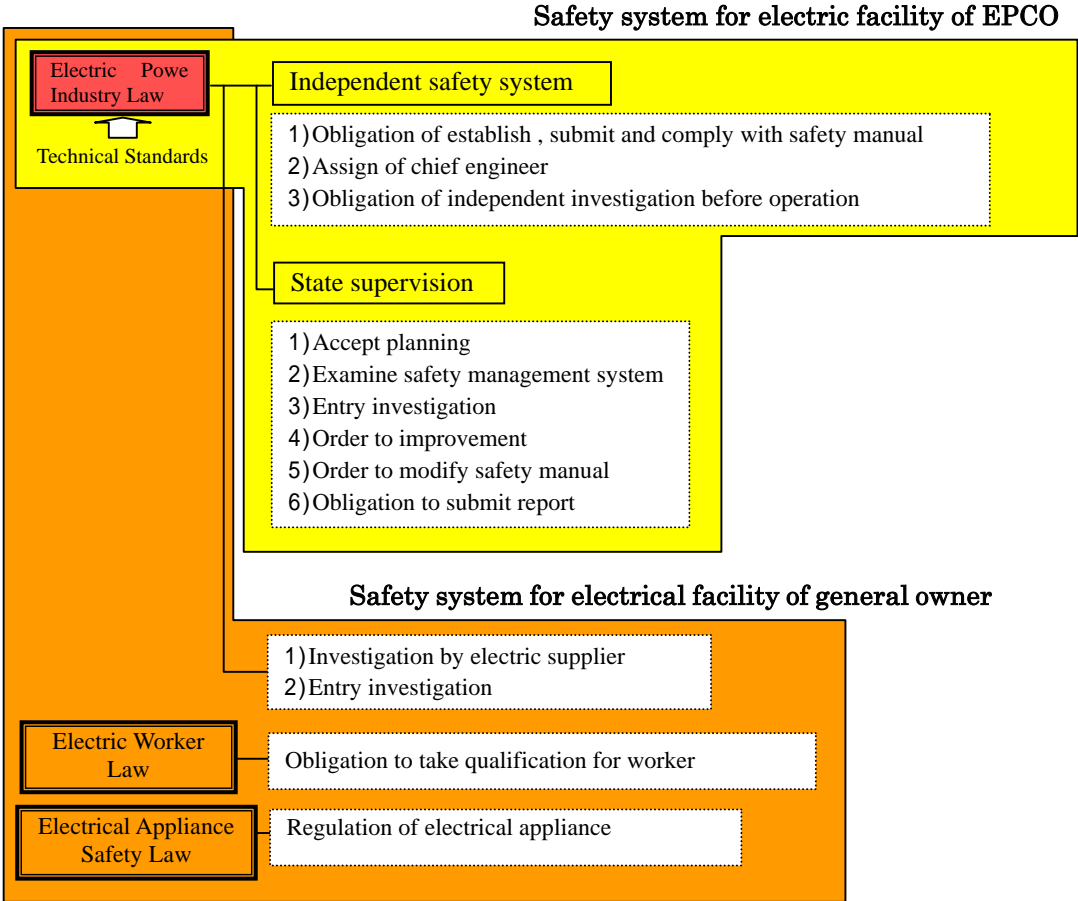 Safety system for electric facility of EPCO
Electric Powe
Industry Law
Technical Standards
Independent safety system
1)Obligation of establish , submit and comply with safety manual
2)Assign of chief engineer
3)Obligation of independent investigation before operation
State supervision
1)Accept planning
2)Examine safety management system
3)Entry investigation
4)Order to improvement
5)Order to modify safety manual
6)Obligation to submit report
Safety system for electrical facility of general owner
1)Investigation by electric supplier
2)Entry investigation
Electric Worker
Law
Obligation to take qualification for worker
Electrical Appliance
Safety Law
Regulation of electrical appliance